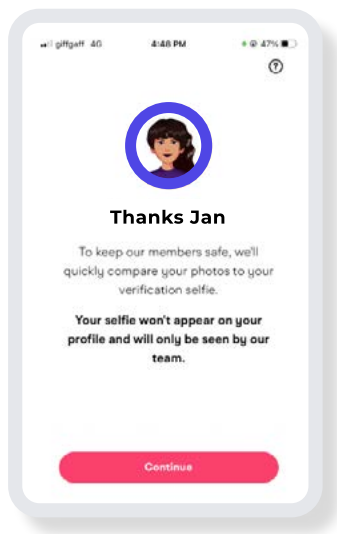 giffgaff 4G 4:48 PM 47%
?
Thanks Jan
To keep our members safe, we'll
quickly compare your photos to your
verification selfie.
Your selfie won't appear on your
profile and will only be seen by our
team.
Continue